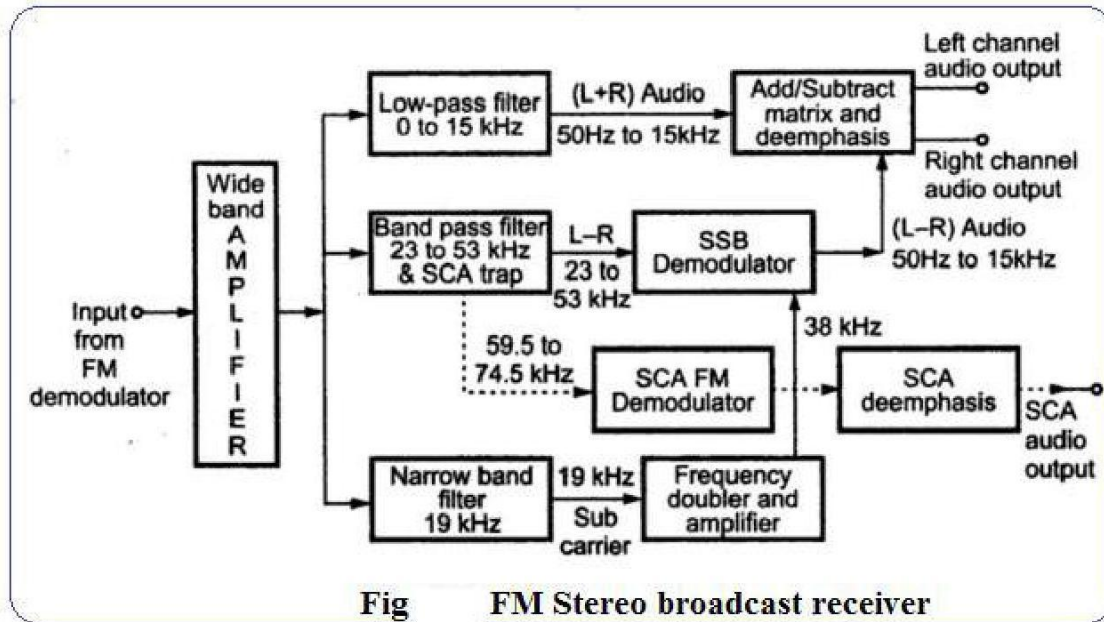 Left channel
audio output
Low-pass filter
0 to 15 kHz
(L+R) Audio
50Hz to 15kHz
Add/Subtract
matrix and
deemphasis
Right channel
audio output
Wide
band
AMPLIFIER
Band pass filter
23 to 53 kHz
& SCA trap
L–R
23 to
53 kHz
SSB
Demodulator
(L–R) Audio
50Hz to 15kHz
38 kHz
Input
from
FM
demodulator
59.5 to
74.5 kHz
SCA FM
Demodulator
SCA
deemphasis
SCA
audio
output
Narrow band
filter
19 kHz
19 kHz
Sub
carrier
Frequency
doubler and
amplifier
Fig FM Stereo broadcast receiver